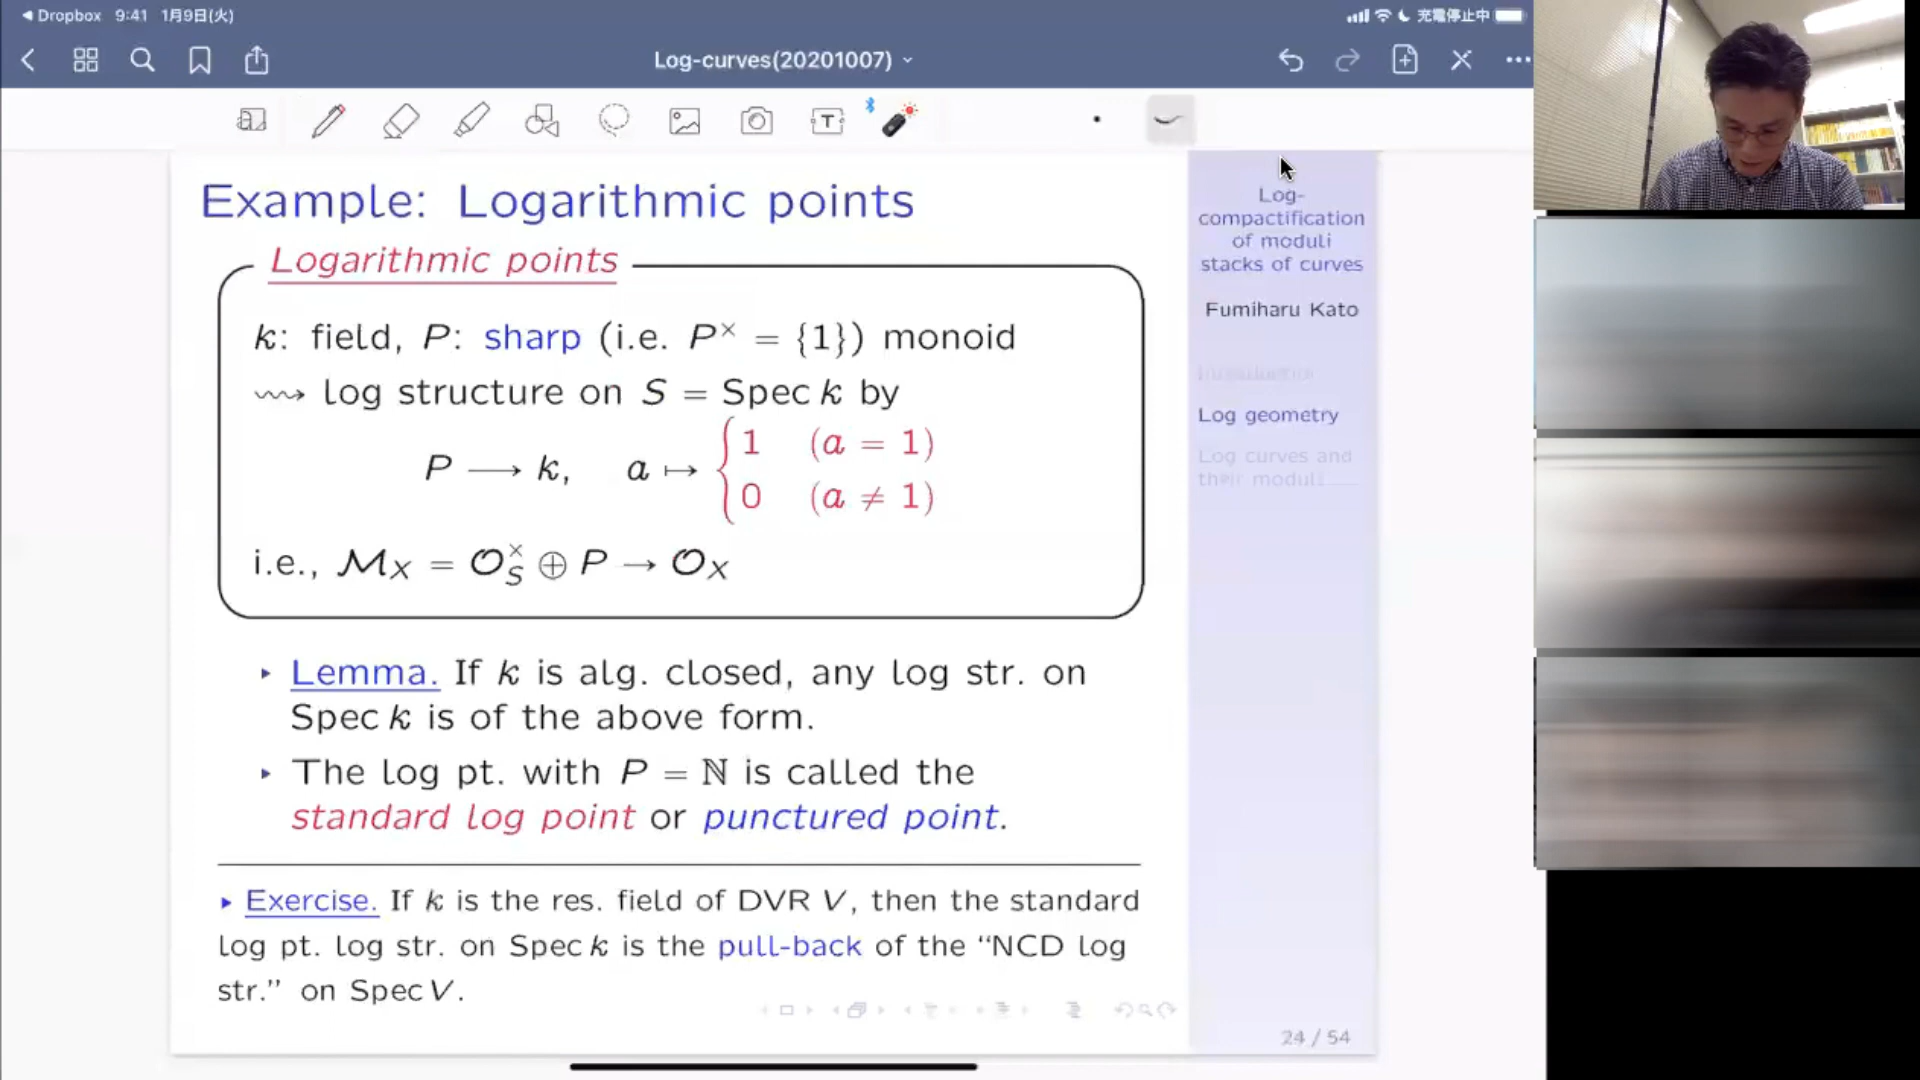 Dropbox 9:41 1月9日(火) 充電停止中
Log-curves(20201007)
Example: Logarithmic points
Logarithmic points
k: field, P: sharp (i.e. P× = {1}) monoid
⇝ log structure on S = Spec k by
P ⟶ k, a ↦ { 1 (a = 1)
0 (a ≠ 1)
i.e., ℳ_X = 𝒪_S^× ⊕ P → 𝒪_X
▸ Lemma. If k is alg. closed, any log str. on
Spec k is of the above form.
▸ The log pt. with P = ℕ is called the
standard log point or punctured point.
▸ Exercise. If k is the res. field of DVR V, then the standard
log pt. log str. on Spec k is the pull-back of the “NCD log
str.” on Spec V.
Log-
compactification
of moduli
stacks of curves
Fumiharu Kato
Introduction
Log geometry
Log curves and
their moduli
24 / 54